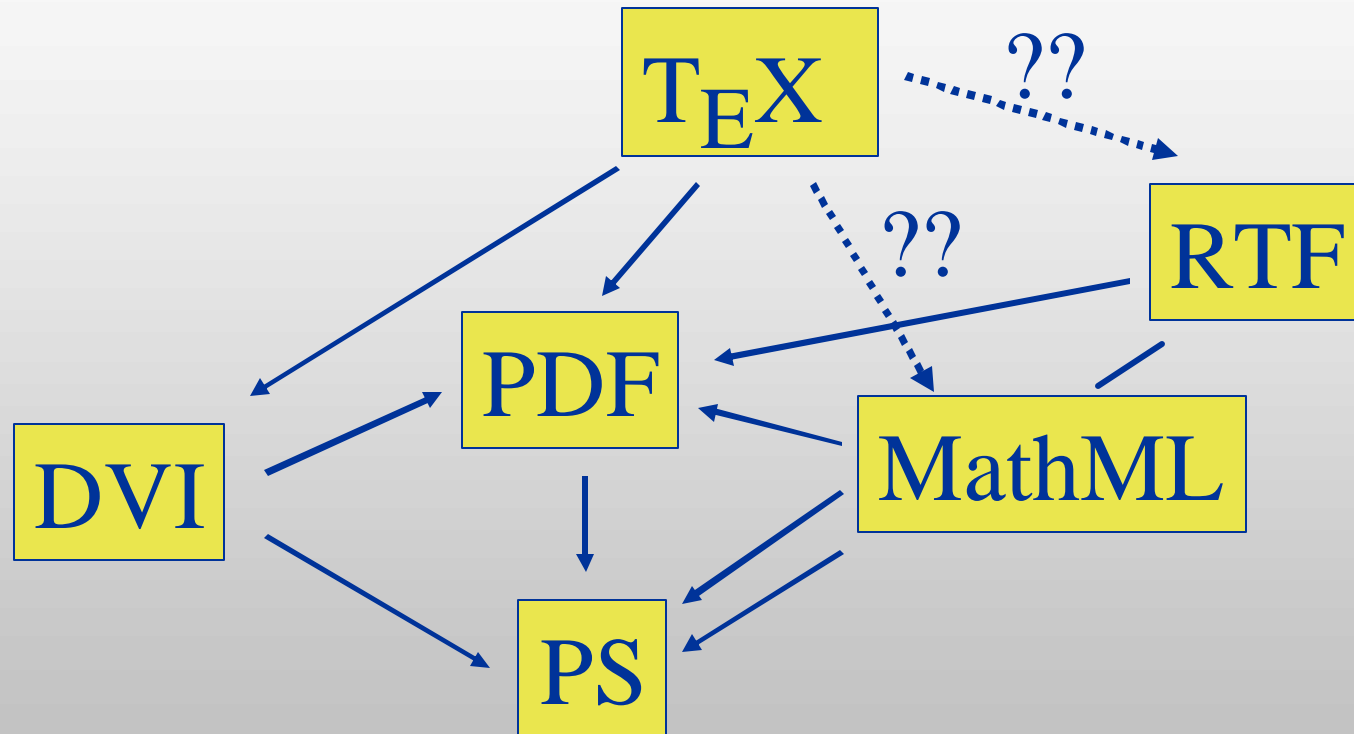 TEX
??
??
RTF
PDF
MathML
DVI
PS